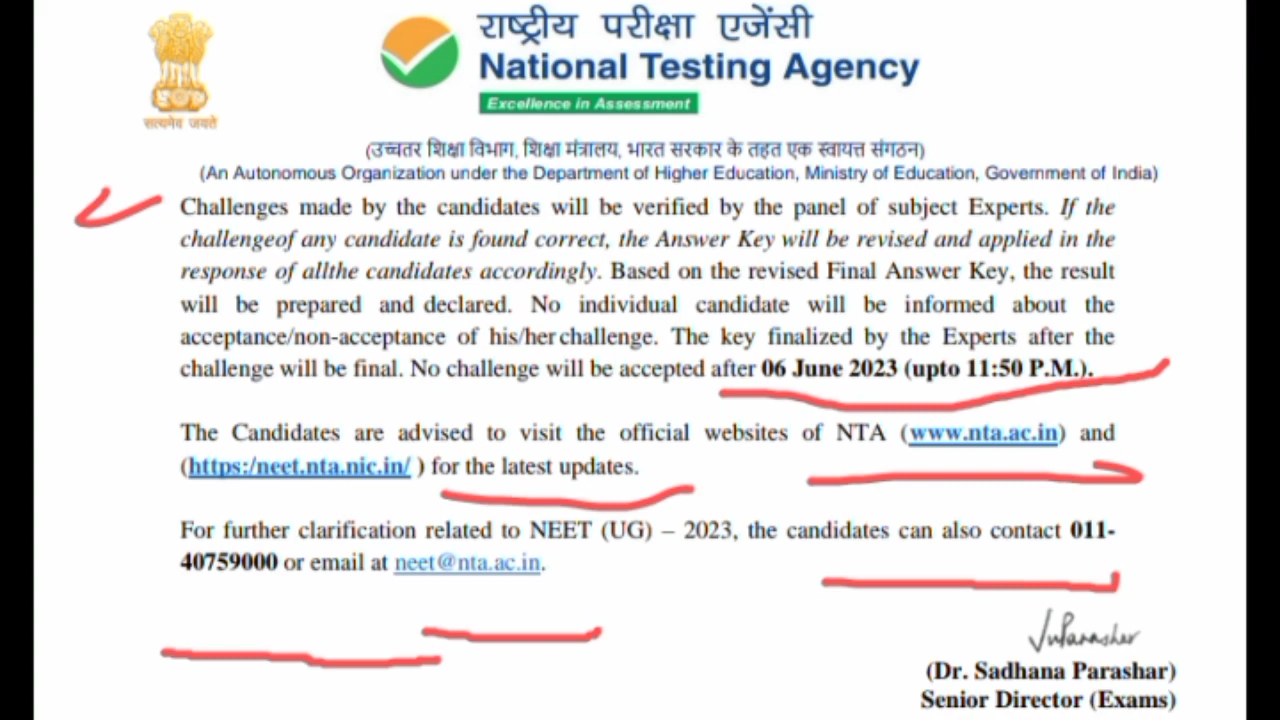 राष्ट्रीय परीक्षा एजेंसी
National Testing Agency
Excellence in Assessment
सत्यमेव जयते
(उच्चतर शिक्षा विभाग, शिक्षा मंत्रालय, भारत सरकार के तहत एक स्वायत्त संगठन)
(An Autonomous Organization under the Department of Higher Education, Ministry of Education, Government of India)
Challenges made by the candidates will be verified by the panel of subject Experts. If the
challengeof any candidate is found correct, the Answer Key will be revised and applied in the
response of allthe candidates accordingly. Based on the revised Final Answer Key, the result
will be prepared and declared. No individual candidate will be informed about the
acceptance/non-acceptance of his/her challenge. The key finalized by the Experts after the
challenge will be final. No challenge will be accepted after 06 June 2023 (upto 11:50 P.M.).
The Candidates are advised to visit the official websites of NTA (www.nta.ac.in) and
(https:/neet.nta.nic.in/ ) for the latest updates.
For further clarification related to NEET (UG) – 2023, the candidates can also contact 011-
40759000 or email at neet@nta.ac.in.
(Dr. Sadhana Parashar)
Senior Director (Exams)